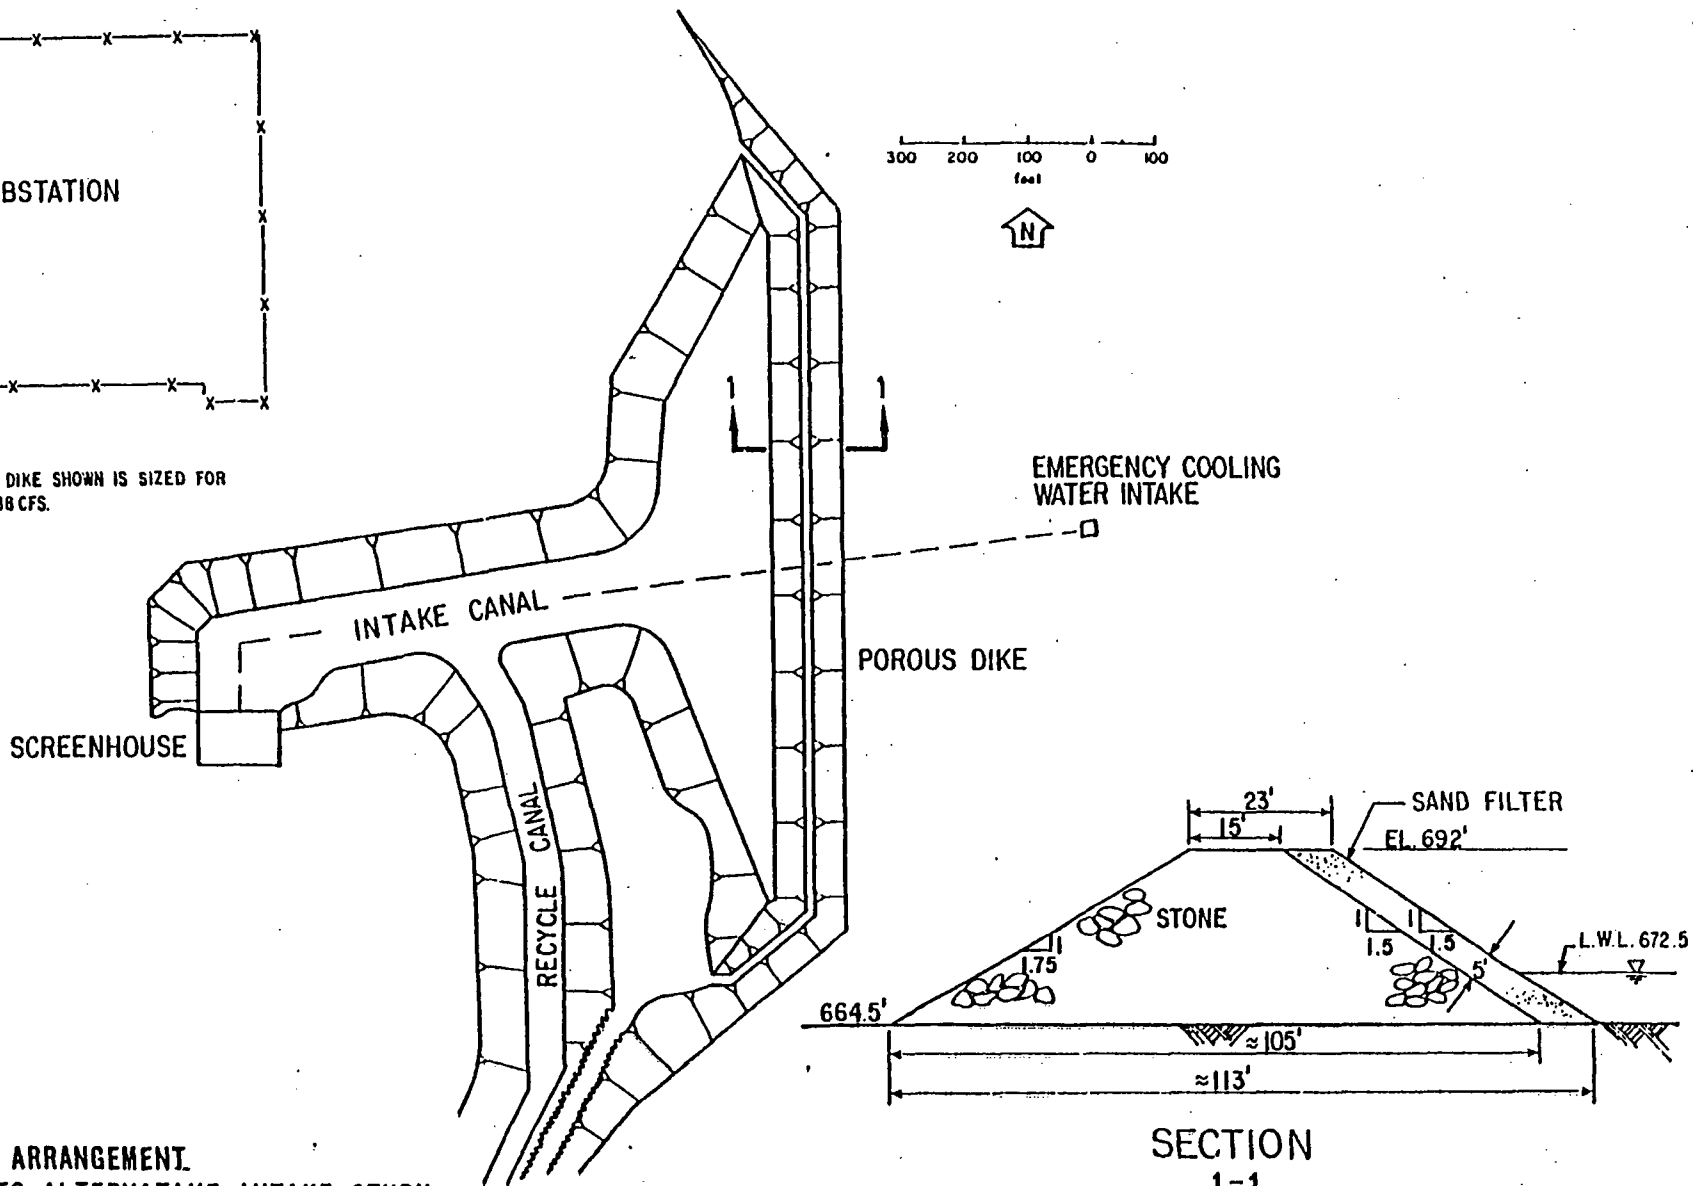 BSTATION
300 200 100 0 100
feet
N
1 1
DIKE SHOWN IS SIZED FOR
38 CFS.
EMERGENCY COOLING
WATER INTAKE
INTAKE CANAL
POROUS DIKE
SCREENHOUSE
RECYCLE CANAL
23'
15'
SAND FILTER
EL. 692'
STONE
1
1.75
1
1.5
1
1.5
5'
L.W.L. 672.5
664.5'
≈105'
≈113'
SECTION
1-1
ARRANGEMENT